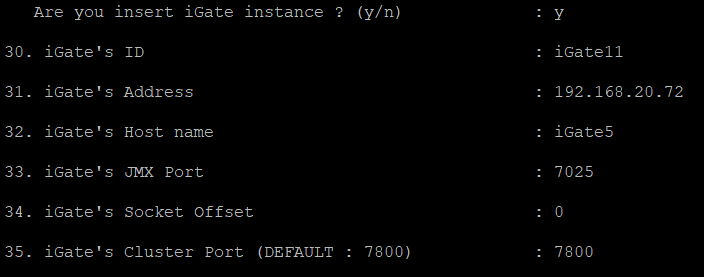 Are you insert iGate instance ? (y/n) : y
30. iGate's ID : iGate11
31. iGate's Address : 192.168.20.72
32. iGate's Host name : iGate5
33. iGate's JMX Port : 7025
34. iGate's Socket Offset : 0
35. iGate's Cluster Port (DEFAULT : 7800) : 7800